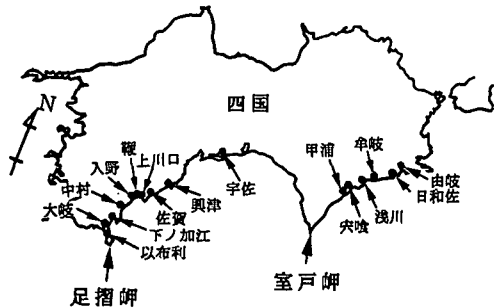 四国
N
鞭
上川口
入野
中村
大岐
佐賀
興津
下ノ加江
以布利
足摺岬
宇佐
甲浦
牟岐
宍喰
浅川
由岐
日和佐
室戸岬